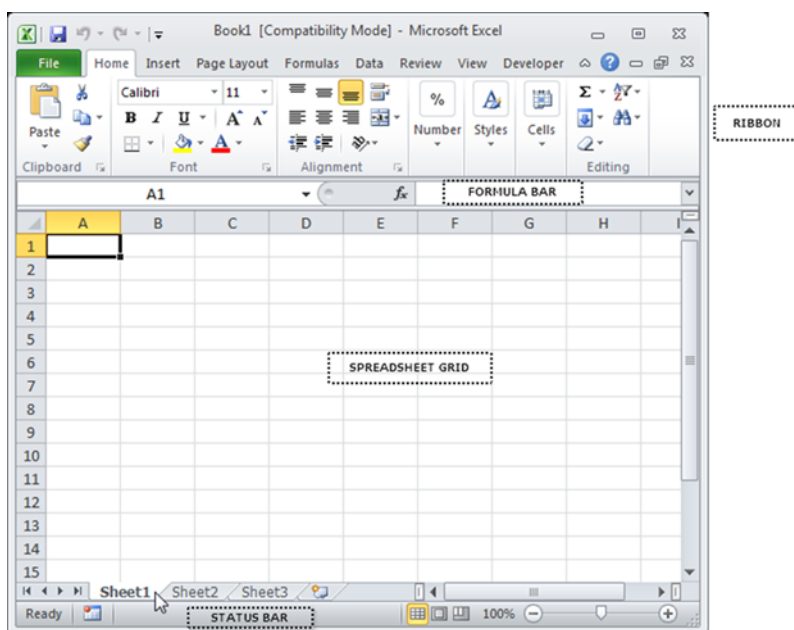 Book1 [Compatibility Mode] - Microsoft Excel
File Home Insert Page Layout Formulas Data Review View Developer
Calibri 11 Σ A Z
Paste B I U A A % A
Number Styles Cells
A
Clipboard Font Alignment Editing
RIBBON
A1 fx FORMULA BAR
A B C D E F G H I
1
2
3
4
5
6 SPREADSHEET GRID
7
8
9
10
11
12
13
14
15
Sheet1 Sheet2 Sheet3
Ready STATUS BAR 100%